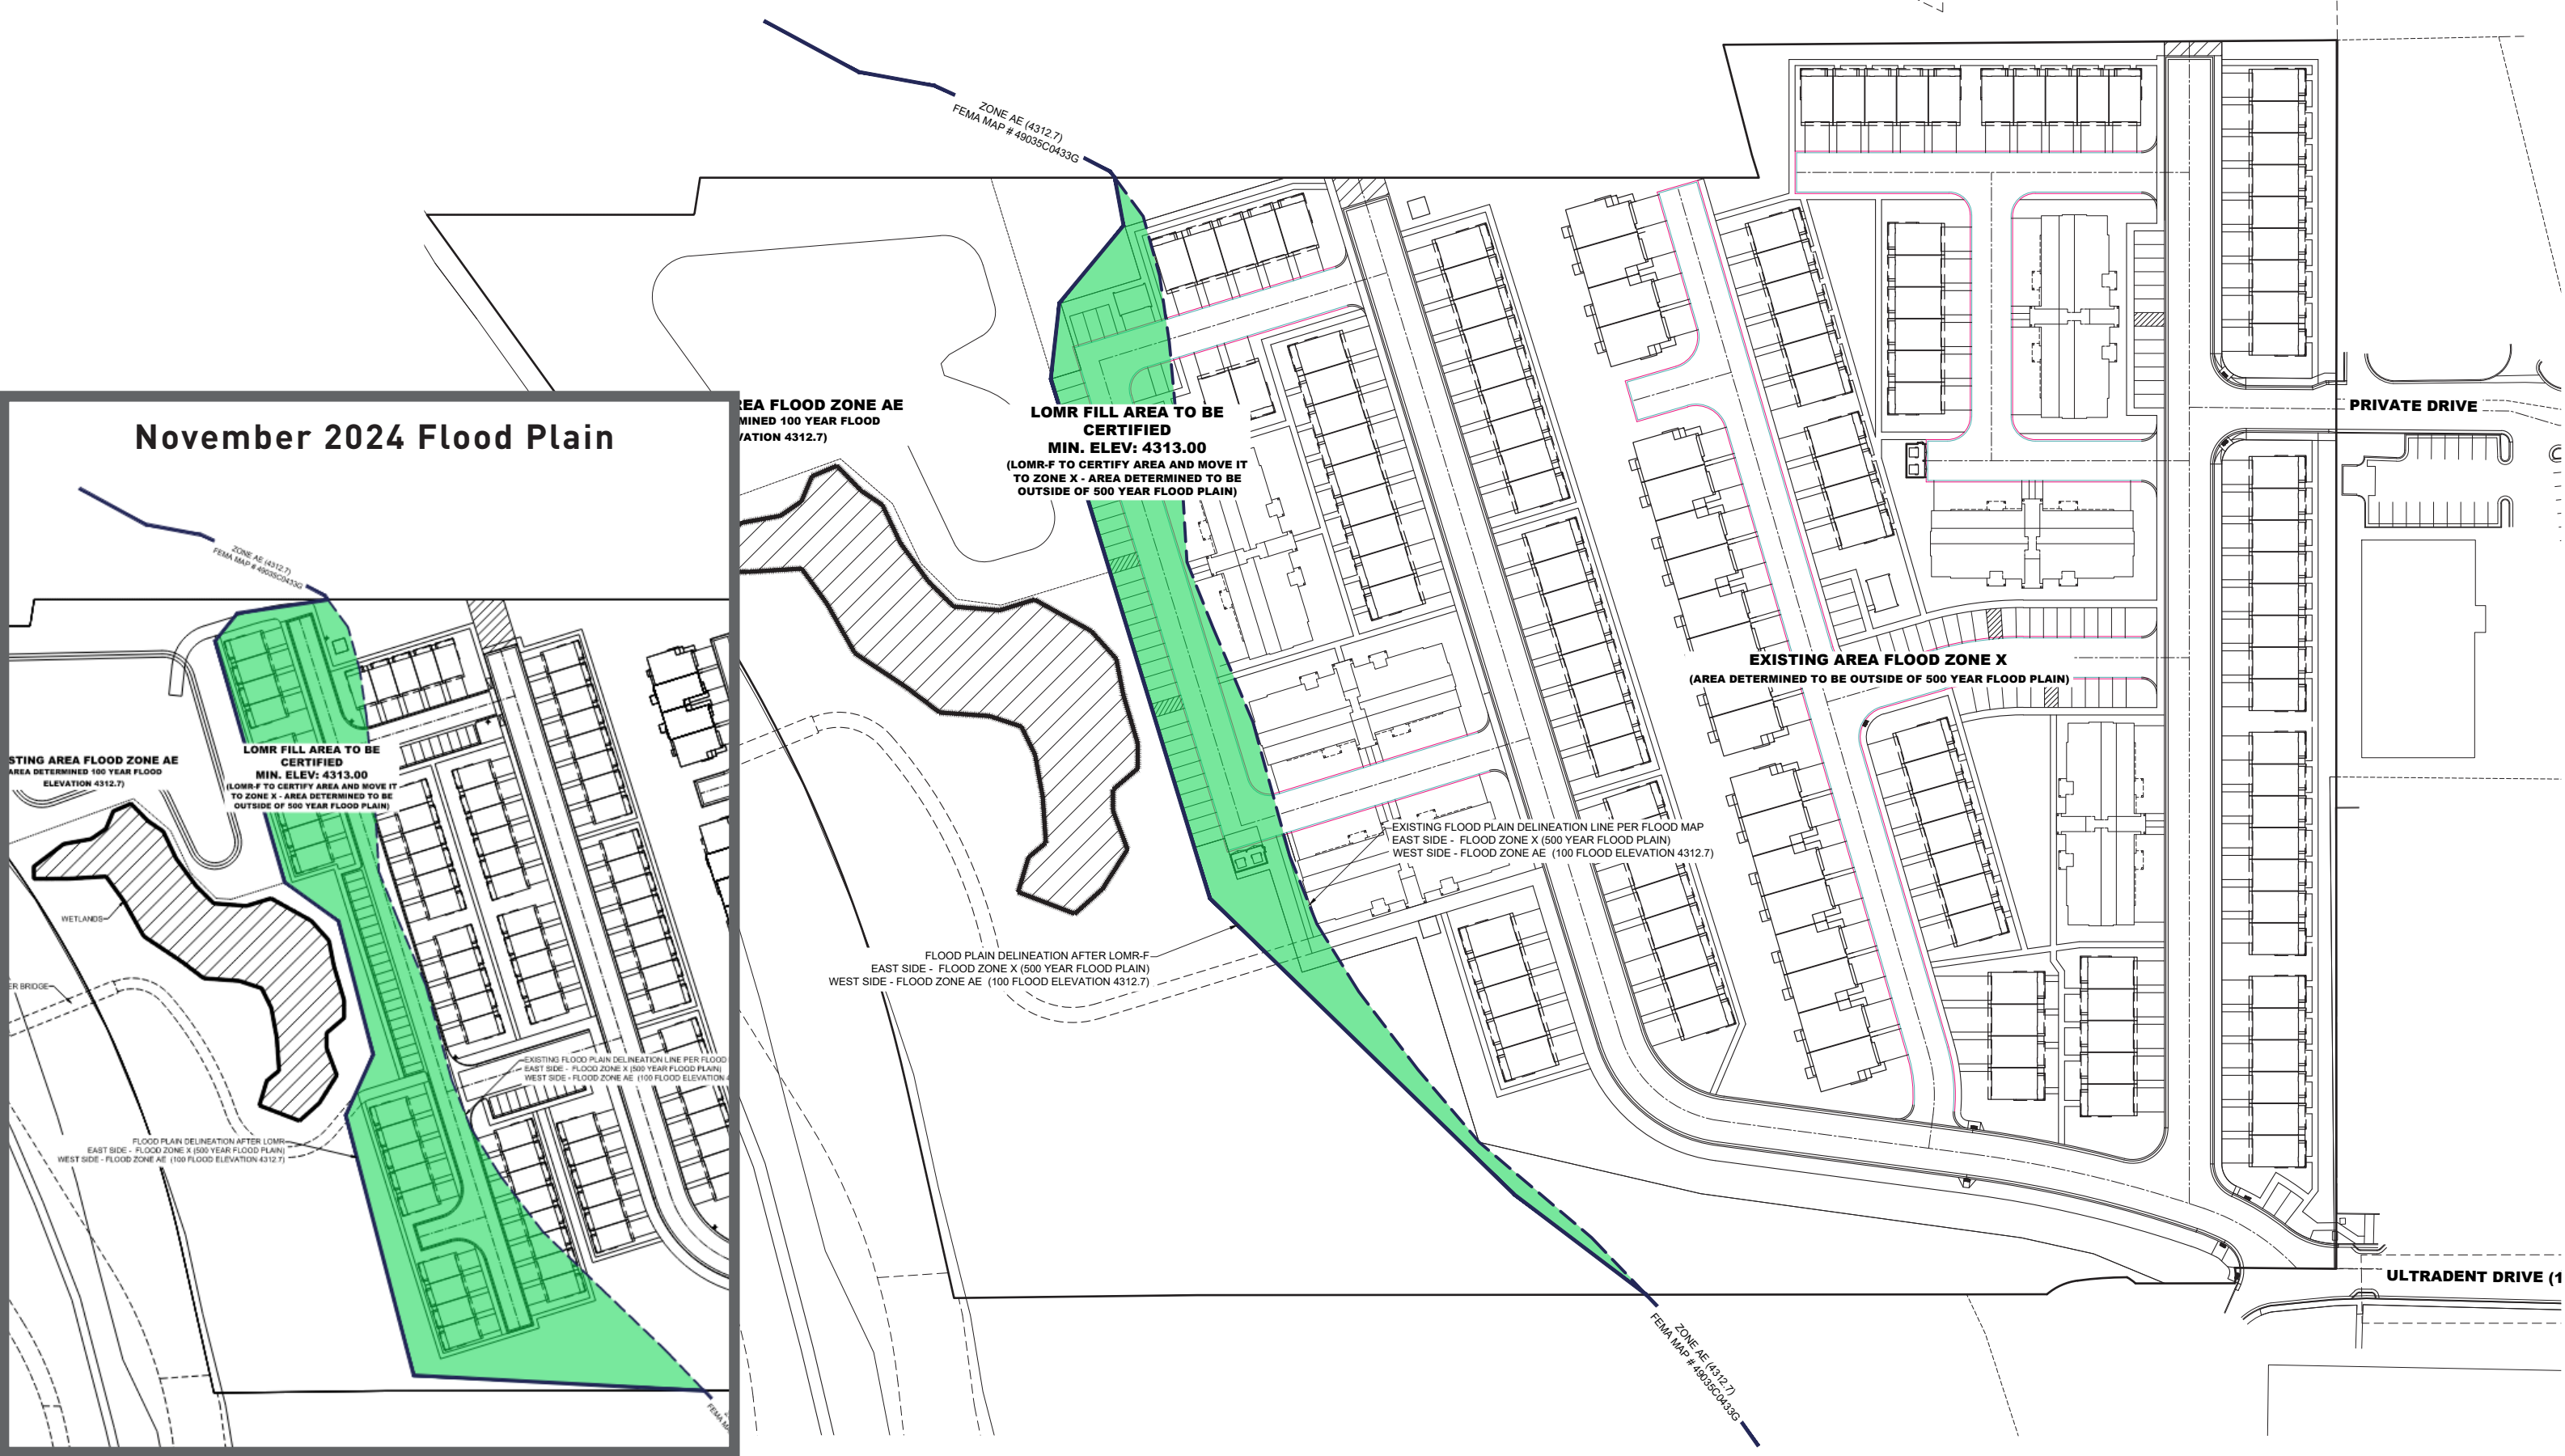 ZONE AE (4312.7)
FEMA MAP # 49035C0433G
PRIVATE DRIVE
FLOOD ZONE AE
100 YEAR FLOOD
4312.7)
LOMR FILL AREA TO BE
CERTIFIED
MIN. ELEV: 4313.00
(LOMR-F TO CERTIFY AREA AND MOVE IT
TO ZONE X - AREA DETERMINED TO BE
OUTSIDE OF 500 YEAR FLOOD PLAIN)
EXISTING AREA FLOOD ZONE X
(AREA DETERMINED TO BE OUTSIDE OF 500 YEAR FLOOD PLAIN)
EXISTING FLOOD PLAIN DELINEATION LINE PER FLOOD MAP
EAST SIDE - FLOOD ZONE X (500 YEAR FLOOD PLAIN)
WEST SIDE - FLOOD ZONE AE (100 FLOOD ELEVATION 4312.7)
FLOOD PLAIN DELINEATION AFTER LOMR-F
EAST SIDE - FLOOD ZONE X (500 YEAR FLOOD PLAIN)
WEST SIDE - FLOOD ZONE AE (100 FLOOD ELEVATION 4312.7)
ULTRADENT DRIVE (1
ZONE AE (4312.7)
FEMA MAP # 49035C0433G
November 2024 Flood Plain
ZONE AE (4312.7)
FEMA MAP # 49035C0433G
AREA FLOOD ZONE AE
AREA DETERMINED 100 YEAR FLOOD
ELEVATION 4312.7)
LOMR FILL AREA TO BE
CERTIFIED
MIN. ELEV: 4313.00
(LOMR-F TO CERTIFY AREA AND MOVE IT
TO ZONE X - AREA DETERMINED TO BE
OUTSIDE OF 500 YEAR FLOOD PLAIN)
WETLANDS
BRIDGE
EXISTING FLOOD PLAIN DELINEATION LINE PER FLOOD
EAST SIDE - FLOOD ZONE X (500 YEAR FLOOD PLAIN)
WEST SIDE - FLOOD ZONE AE (100 FLOOD ELEVATION
FLOOD PLAIN DELINEATION AFTER LOMR
EAST SIDE - FLOOD ZONE X (500 YEAR FLOOD PLAIN)
WEST SIDE - FLOOD ZONE AE (100 FLOOD ELEVATION 4312.7)
FEMA